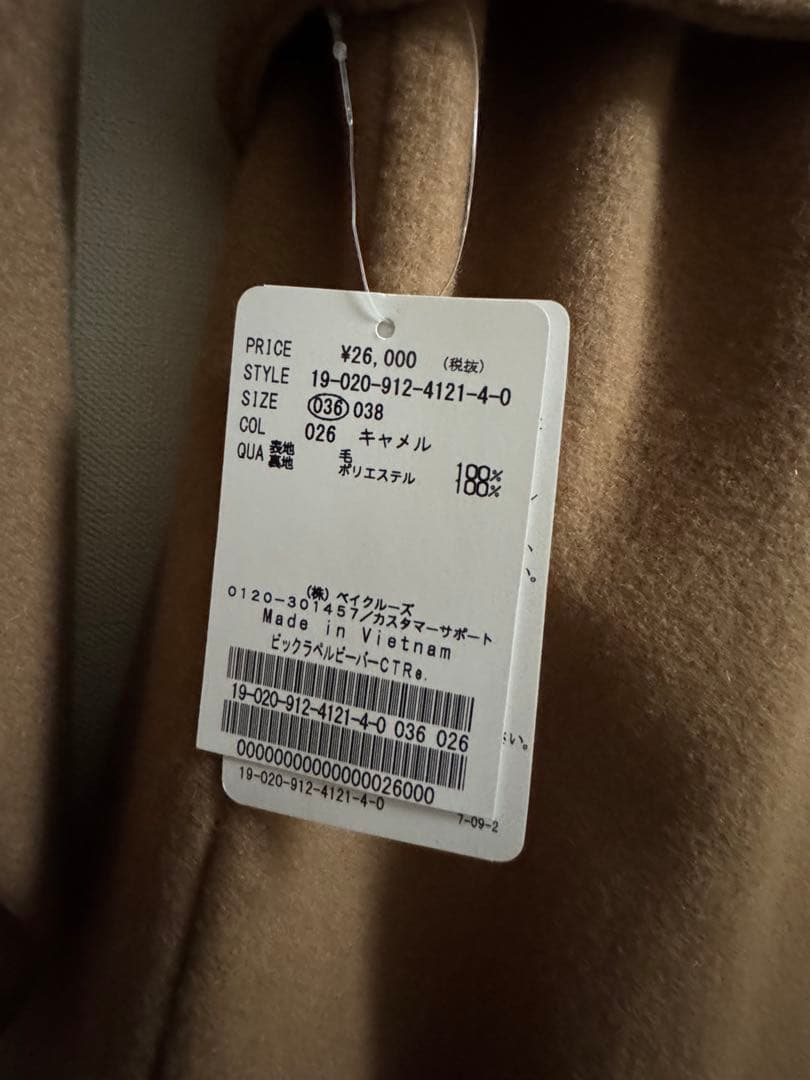 PRICE ¥26,000 (税抜)
STYLE 19-020-912-4121-4-0
SIZE 036 038
COL 026 キャメル
QUA 表地 毛 100%
裏地 ポリエステル 100%
(株)ベイクルーズ
0120-301457/カスタマーサポート
Made in Vietnam
ビックラペルビーバーCTRe.
19-020-912-4121-4-0 036 026
19-020-912-4121-4-0
7-09-2
い。